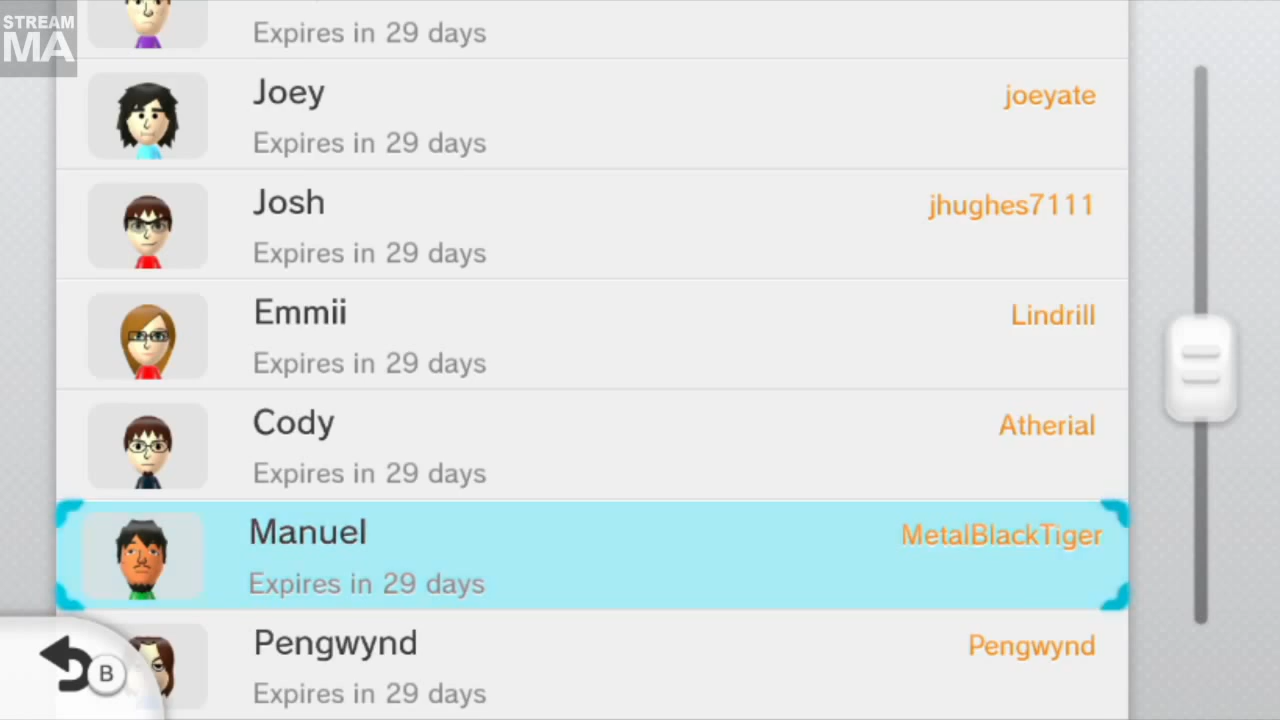 STREAM
MA
Expires in 29 days
Joey
joeyate
Expires in 29 days
Josh
jhughes7111
Expires in 29 days
Emmii
Lindrill
Expires in 29 days
Cody
Atherial
Expires in 29 days
Manuel
MetalBlackTiger
Expires in 29 days
Pengwynd
Pengwynd
Expires in 29 days
B